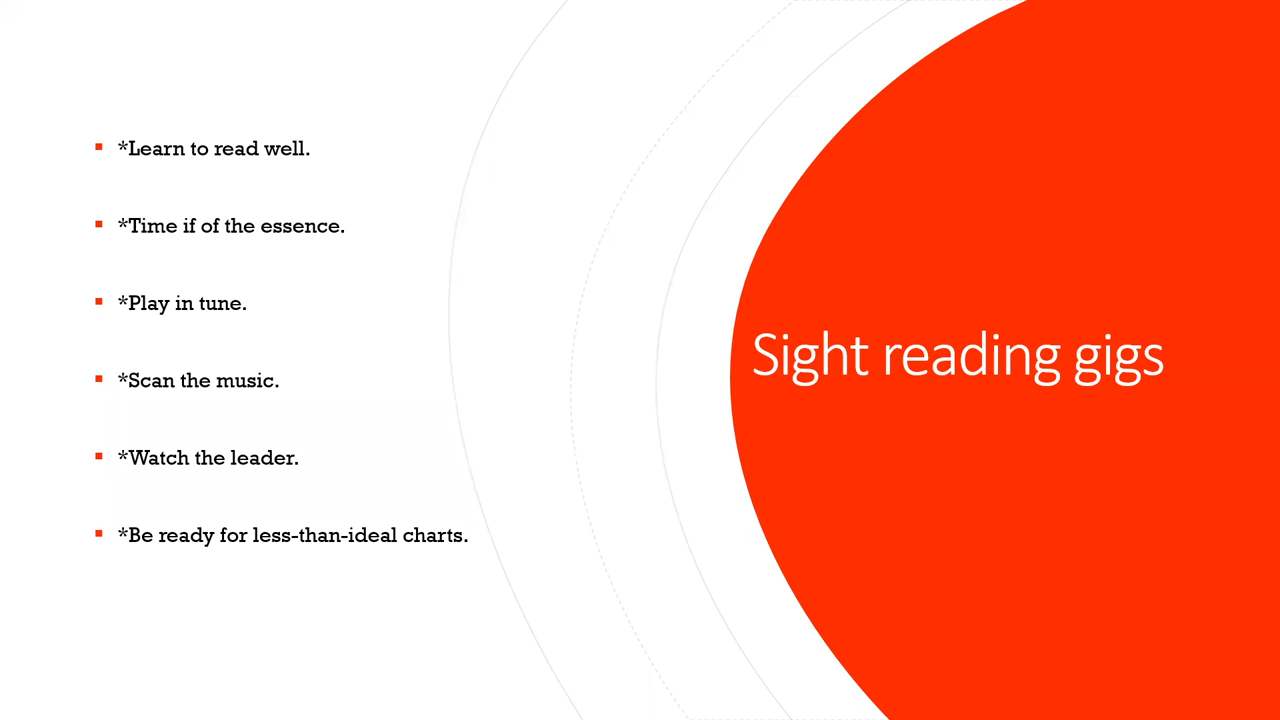 *Learn to read well.
*Time if of the essence.
*Play in tune.
*Scan the music.
*Watch the leader.
*Be ready for less-than-ideal charts.
Sight reading gigs